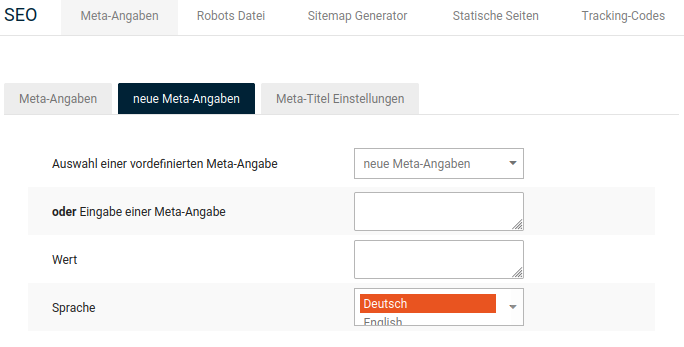 SEO Meta-Angaben Robots Datei Sitemap Generator Statische Seiten Tracking-Codes
Meta-Angaben neue Meta-Angaben Meta-Titel Einstellungen
Auswahl einer vordefinierten Meta-Angabe neue Meta-Angaben
oder Eingabe einer Meta-Angabe
Wert
Sprache Deutsch
English